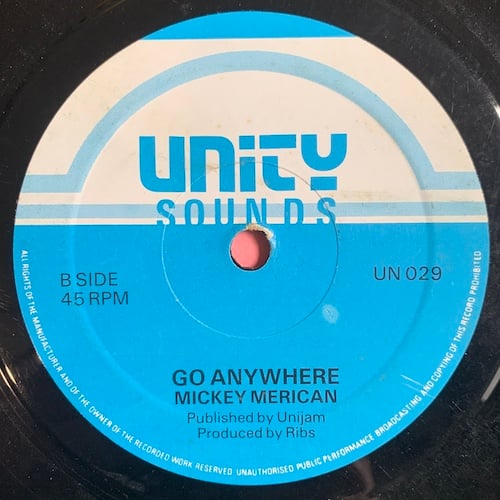 UNITY
SOUNDS
B SIDE
45 RPM
UN 029
GO ANYWHERE
MICKEY MERICAN
Published by Unijam
Produced by Ribs
ALL RIGHTS OF THE MANUFACTURER AND OF THE OWNER OF THE RECORDED WORK RESERVED UNAUTHORISED PUBLIC PERFORMANCE BROADCASTING AND COPYING OF THIS RECORD PROHIBITED